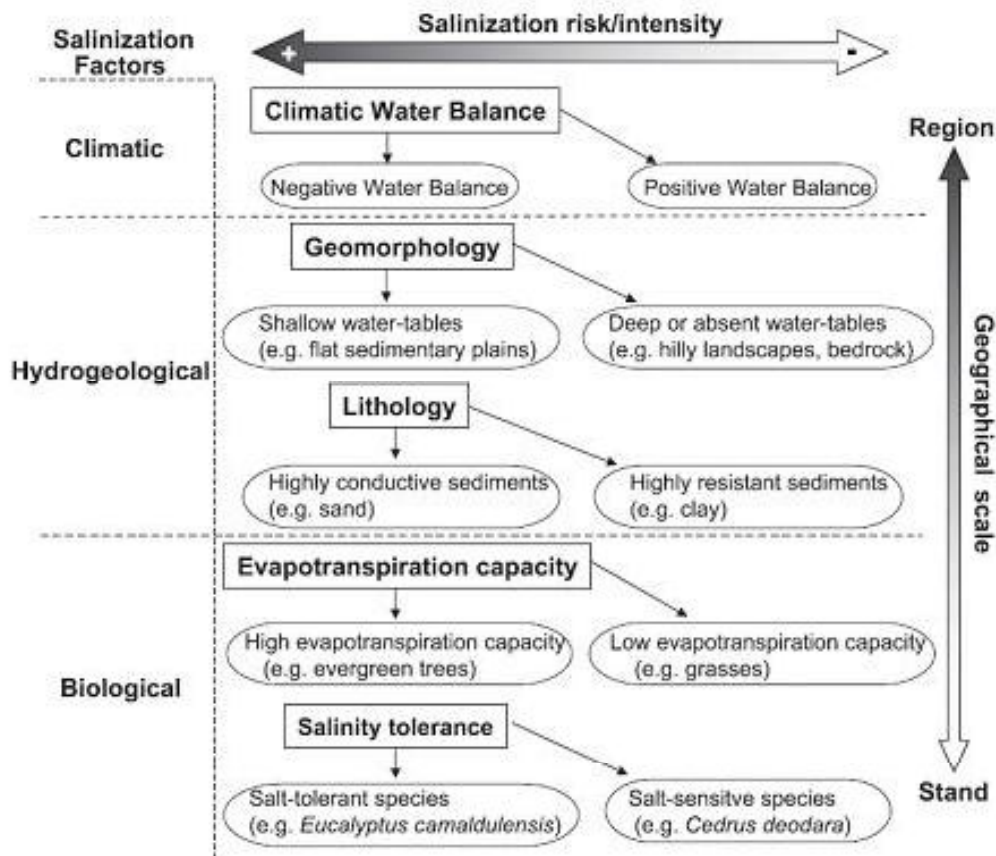 Salinization risk/intensity
Salinization
Factors
+
-
Climatic Water Balance
Region
Climatic
Negative Water Balance
Positive Water Balance
Geomorphology
Shallow water-tables
(e.g. flat sedimentary plains)
Deep or absent water-tables
(e.g. hilly landscapes, bedrock)
Hydrogeological
Lithology
Highly conductive sediments
(e.g. sand)
Highly resistant sediments
(e.g. clay)
Geographical scale
Evapotranspiration capacity
High evapotranspiration capacity
(e.g. evergreen trees)
Low evapotranspiration capacity
(e.g. grasses)
Biological
Salinity tolerance
Salt-tolerant species
(e.g. Eucalyptus camaldulensis)
Salt-sensitve species
(e.g. Cedrus deodara)
Stand